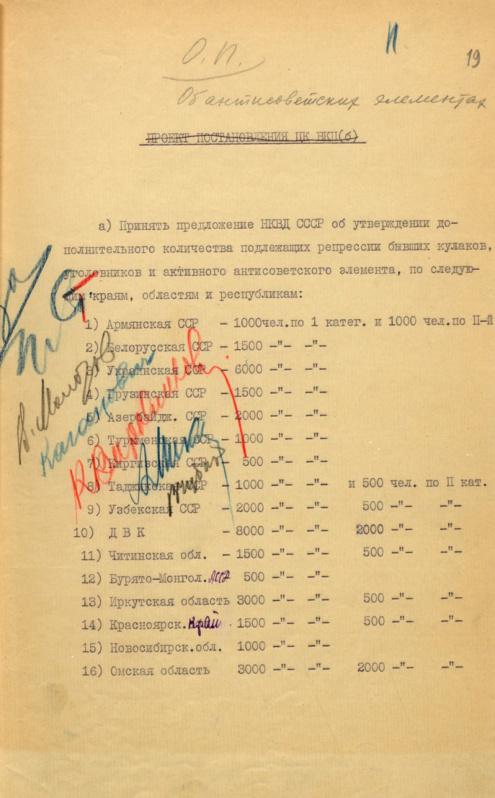 П
19
О.П.
Об антисоветских элементах
ПРОЕКТ ПОСТАНОВЛЕНИЯ ЦК ВКП(б)
а) Принять предложение НКВД СССР об утверждении до-
полнительного количества подлежащих репрессии бывших кулаков,
уголовников и активного антисоветского элемента, по следую-
щим краям, областям и республикам:
1) Армянская ССР - 1000чел.по 1 катег. и 1000 чел.по П-й
2) Белорусская ССР - 1500 -"- -"-
3) Украинская ССР - 6000 -"- -"-
4) Грузинская ССР - 1500 -"- -"-
5) Азербайдж. ССР - 2000 -"- -"-
6) Туркменская ССР - 1000 -"- -"-
7) Киргизская ССР - 500 -"- -"-
8) Таджикская ССР - 1000 -"- -"- и 500 чел. по П кат.
9) Узбекская ССР - 2000 -"- -"- 500 -"- -"-
10) Д В К - 8000 -"- -"- 2000 -"- -"-
11) Читинская обл. - 1500 -"- -"- 500 -"- -"-
12) Бурято-Монгол.АССР 500 -"- -"-
13) Иркутская область 3000 -"- -"- 500 -"- -"-
14) Красноярск.край 1500 -"- -"- 500 -"- -"-
15) Новосибирск.обл. 1000 -"- -"-
16) Омская область 3000 -"- -"- 2000 -"- -"-
за
В. Молотов
Каганович
К Ворошилов